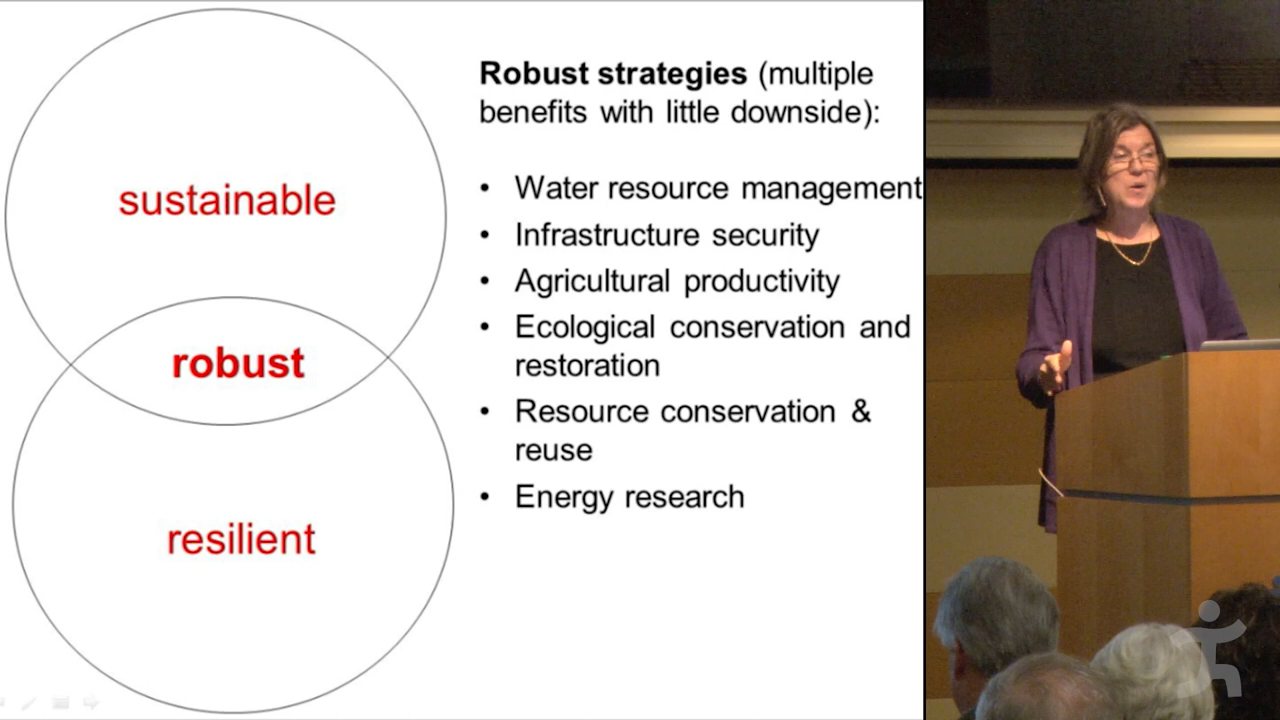 sustainable
robust
resilient
Robust strategies (multiple
benefits with little downside):
• Water resource management
• Infrastructure security
• Agricultural productivity
• Ecological conservation and
restoration
• Resource conservation &
reuse
• Energy research